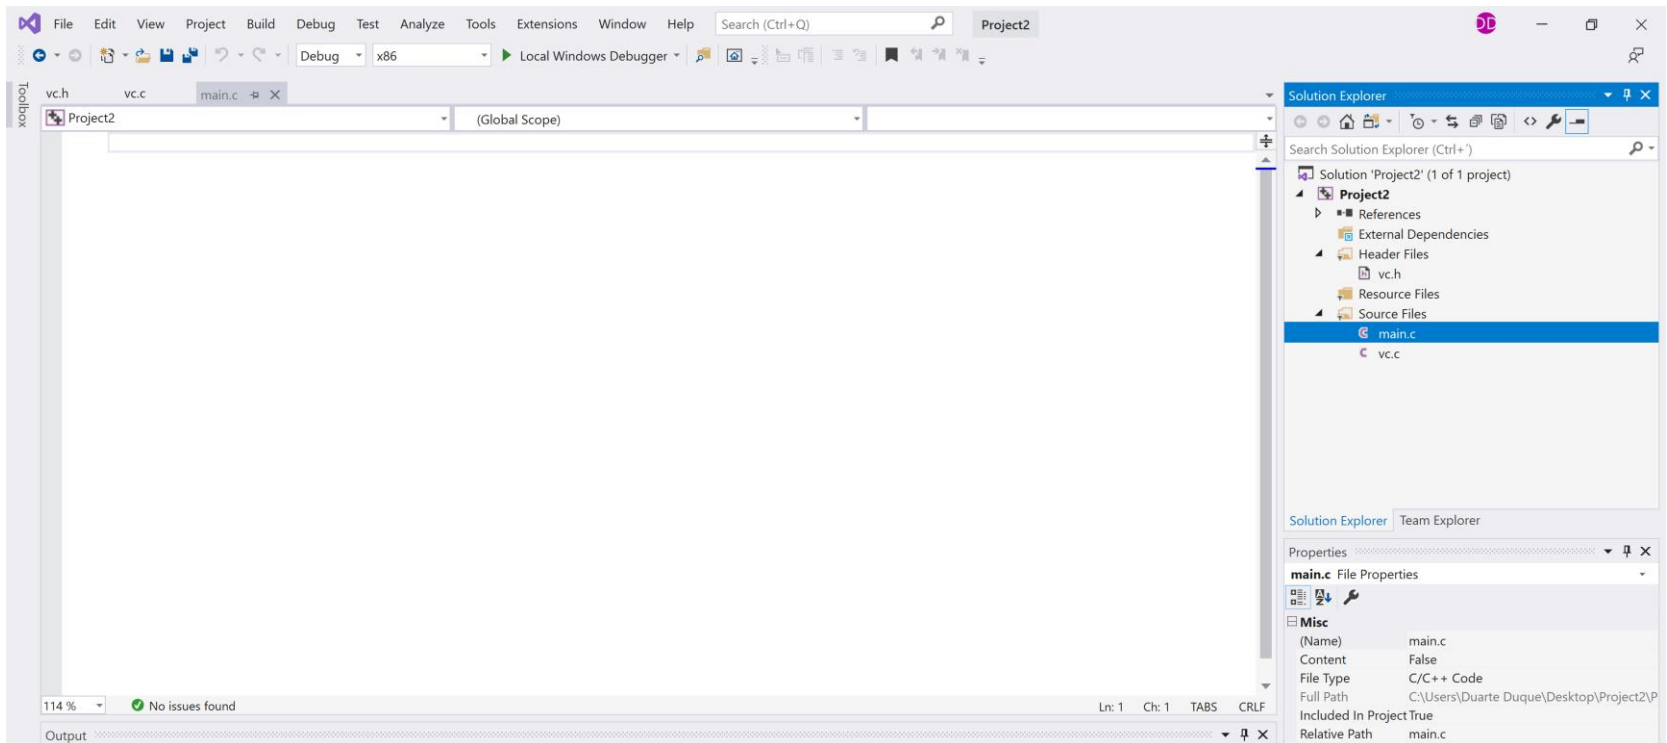 File Edit View Project Build Debug Test Analyze Tools Extensions Window Help Search (Ctrl+Q) Project2 DD
Debug x86 Local Windows Debugger
Toolbox
vc.h vc.c main.c
Project2 (Global Scope)
114 % No issues found Ln: 1 Ch: 1 TABS CRLF
Output
Solution Explorer
Search Solution Explorer (Ctrl+´)
Solution 'Project2' (1 of 1 project)
Project2
References
External Dependencies
Header Files
vc.h
Resource Files
Source Files
main.c
vc.c
Solution Explorer Team Explorer
Properties
main.c File Properties
Misc
(Name) main.c
Content False
File Type C/C++ Code
Full Path C:\Users\Duarte Duque\Desktop\Project2\P
Included In Project True
Relative Path main.c